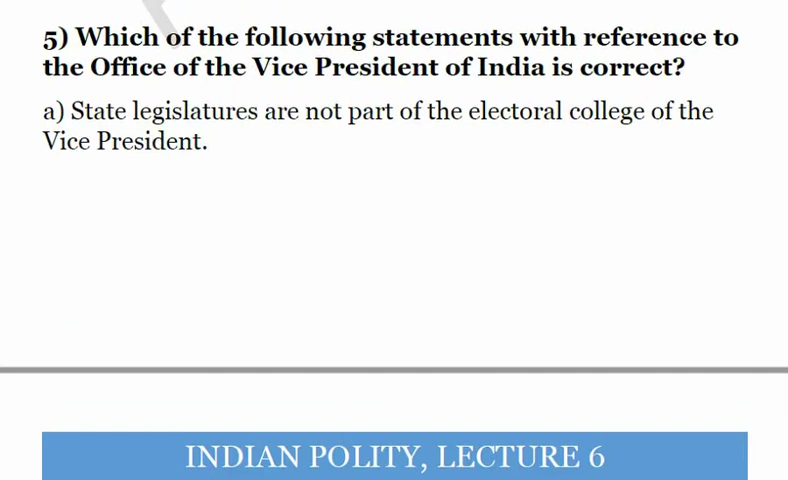 5) Which of the following statements with reference to
the Office of the Vice President of India is correct?
a) State legislatures are not part of the electoral college of the
Vice President.
INDIAN POLITY, LECTURE 6